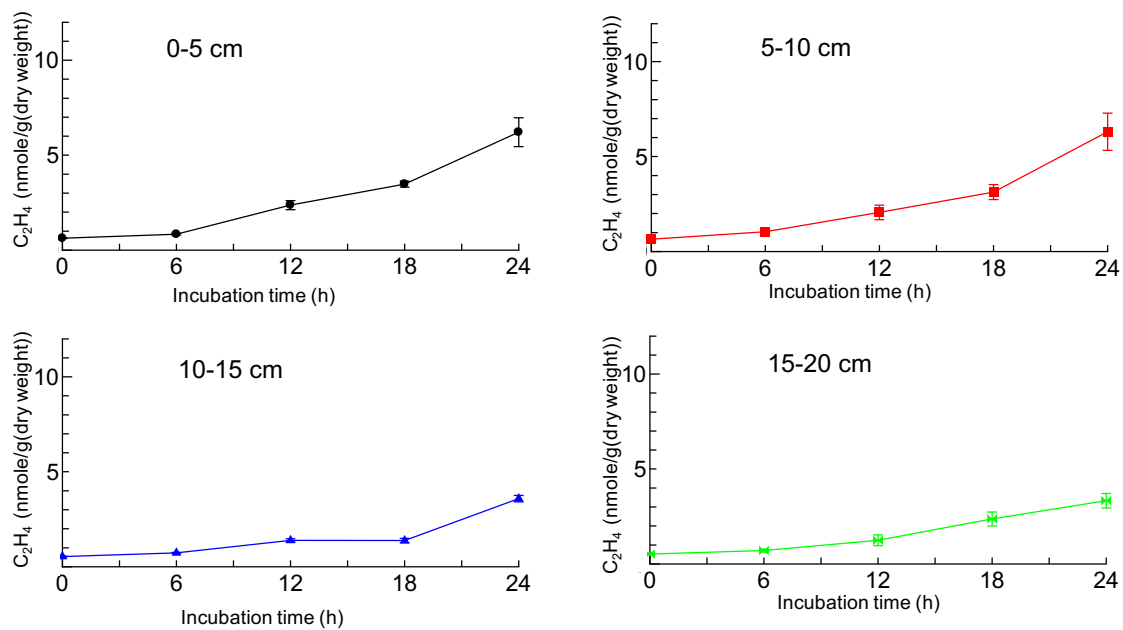 0-5 cm
C₂H₄ (nmole/g(dry weight))
10
5
0 6 12 18 24
Incubation time (h)
5-10 cm
C₂H₄ (nmole/g(dry weight))
10
5
0 6 12 18 24
Incubation time (h)
10-15 cm
C₂H₄ (nmole/g(dry weight))
10
5
0 6 12 18 24
Incubation time (h)
15-20 cm
C₂H₄ (nmole/g(dry weight))
10
5
0 6 12 18 24
Incubation time (h)